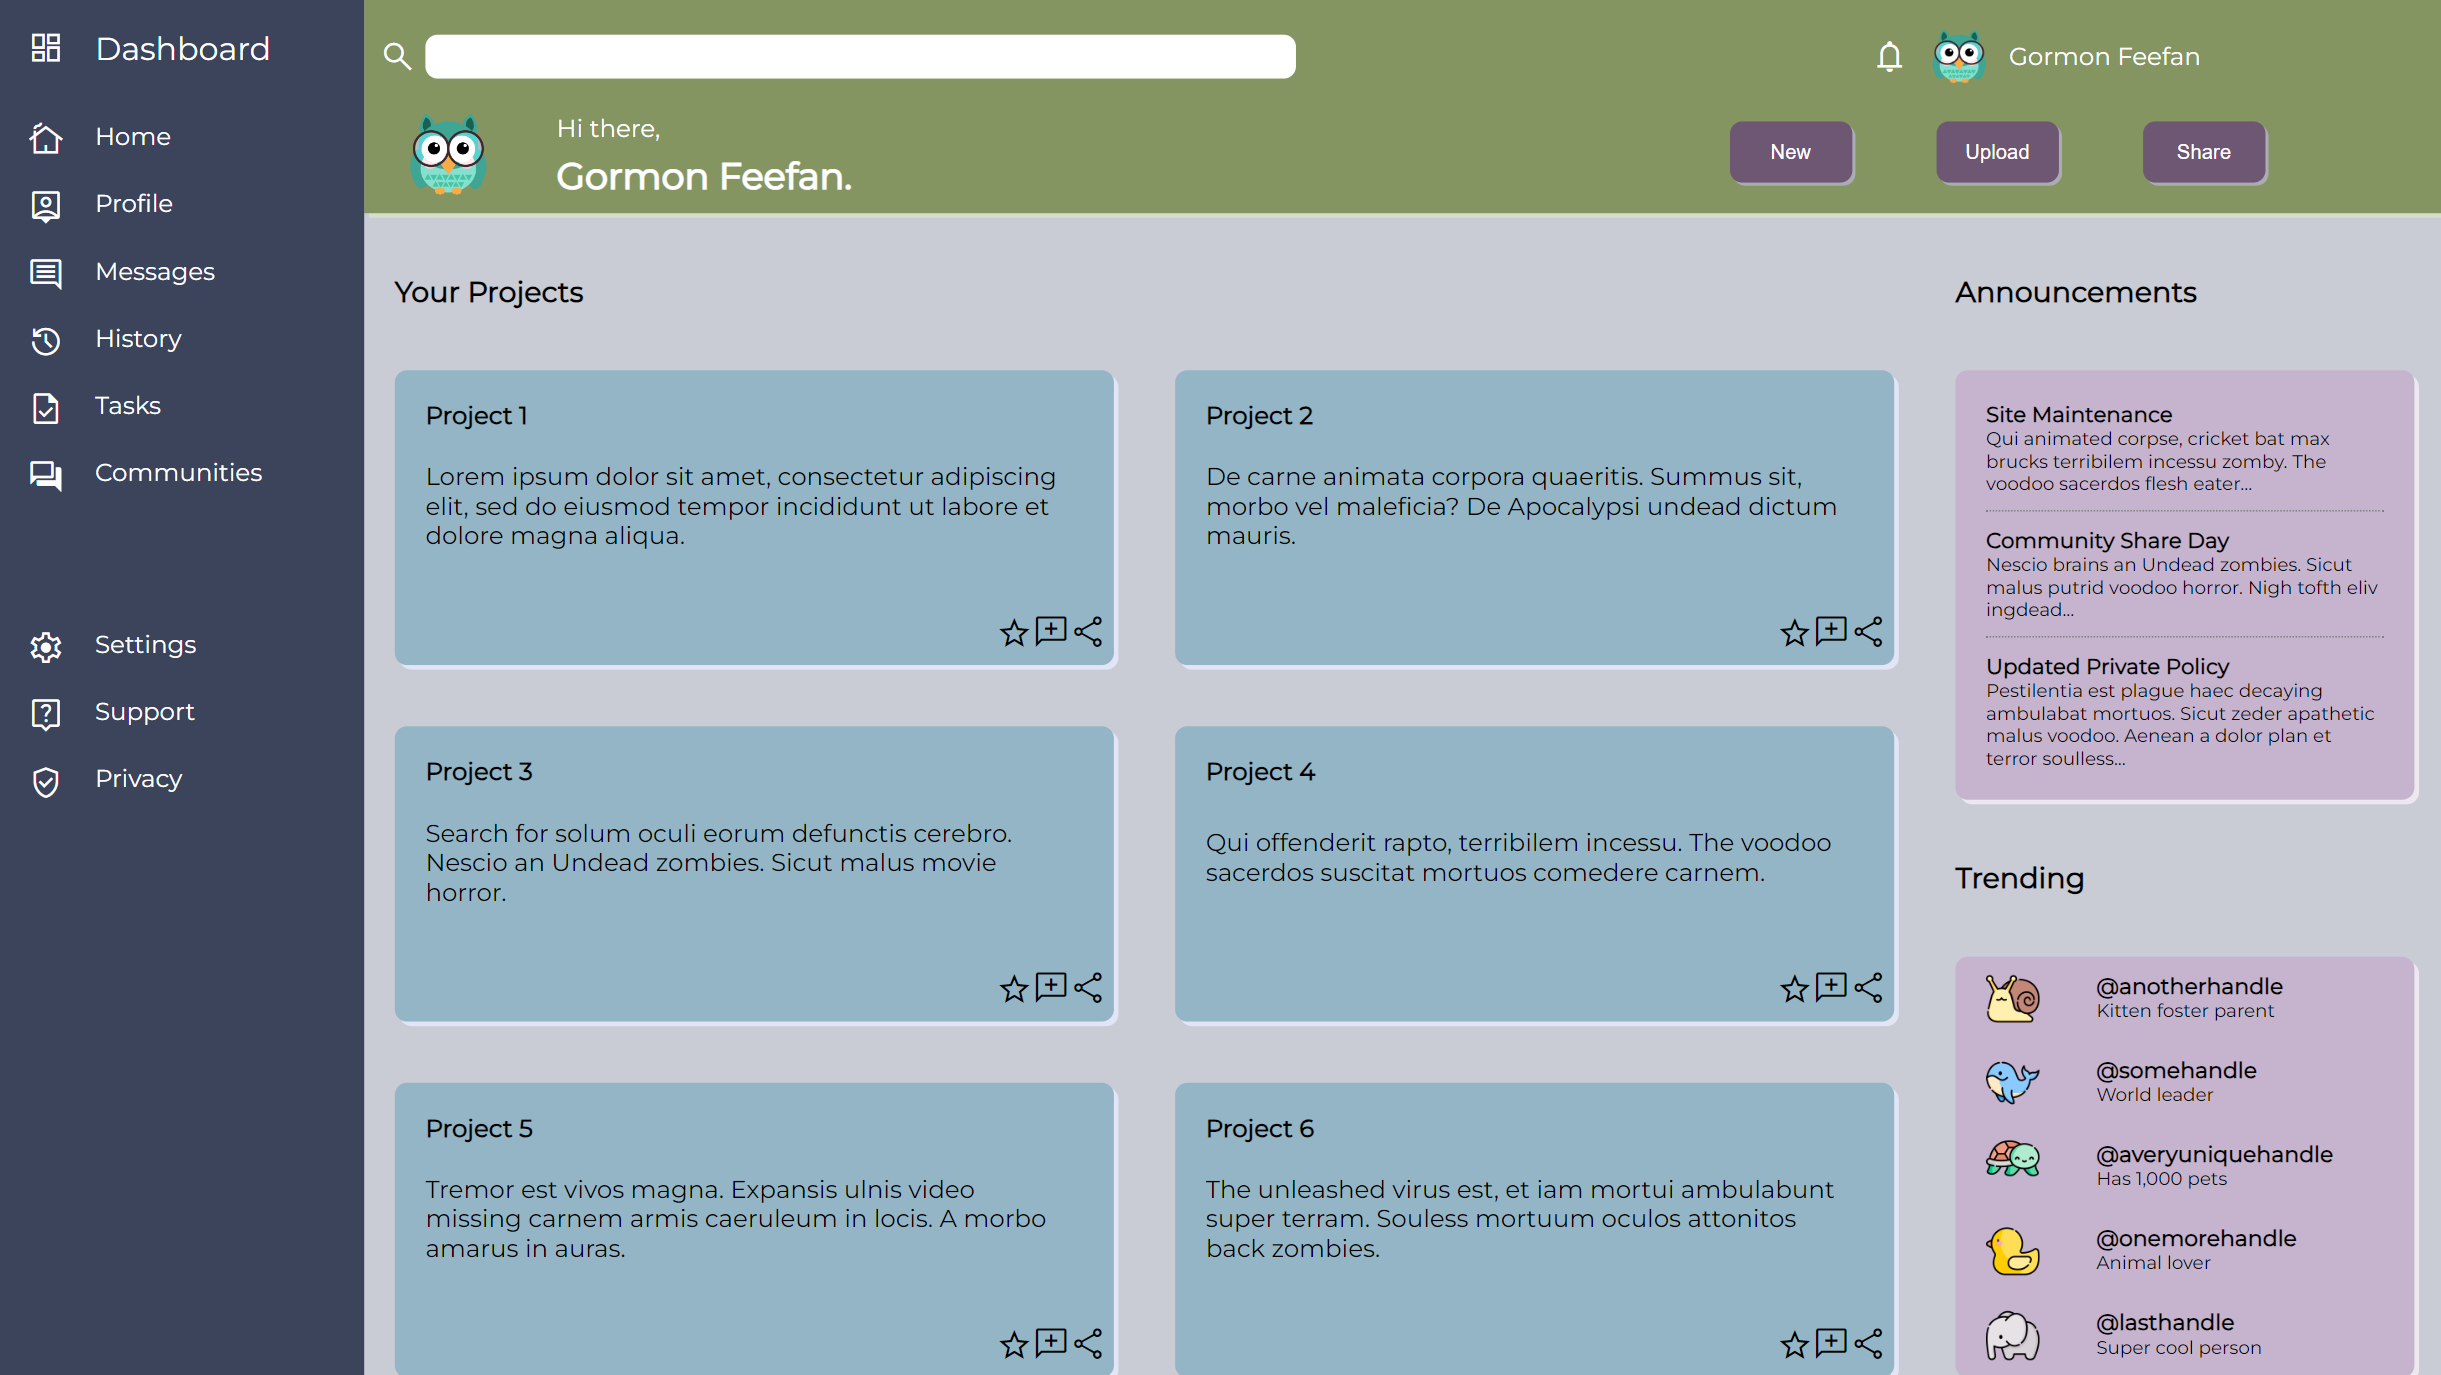 Dashboard
Home
Profile
Messages
History
Tasks
Communities
Settings
Support
Privacy
Gormon Feefan
Hi there,
Gormon Feefan.
New
Upload
Share
Your Projects
Project 1
Lorem ipsum dolor sit amet, consectetur adipiscing
elit, sed do eiusmod tempor incididunt ut labore et
dolore magna aliqua.
Project 2
De carne animata corpora quaeritis. Summus sit,
morbo vel maleficia? De Apocalypsi undead dictum
mauris.
Project 3
Search for solum oculi eorum defunctis cerebro.
Nescio an Undead zombies. Sicut malus movie
horror.
Project 4
Qui offenderit rapto, terribilem incessu. The voodoo
sacerdos suscitat mortuos comedere carnem.
Project 5
Tremor est vivos magna. Expansis ulnis video
missing carnem armis caeruleum in locis. A morbo
amarus in auras.
Project 6
The unleashed virus est, et iam mortui ambulabunt
super terram. Souless mortuum oculos attonitos
back zombies.
Announcements
Site Maintenance
Qui animated corpse, cricket bat max
brucks terribilem incessu zomby. The
voodoo sacerdos flesh eater...
Community Share Day
Nescio brains an Undead zombies. Sicut
malus putrid voodoo horror. Nigh tofth eliv
ingdead...
Updated Private Policy
Pestilentia est plague haec decaying
ambulabat mortuos. Sicut zeder apathetic
malus voodoo. Aenean a dolor plan et
terror soulless...
Trending
@anotherhandle
Kitten foster parent
@somehandle
World leader
@averyuniquehandle
Has 1,000 pets
@onemorehandle
Animal lover
@lasthandle
Super cool person